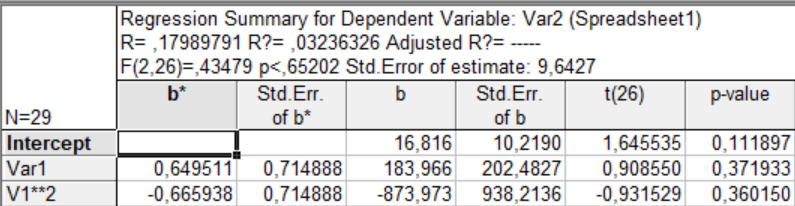 Regression Summary for Dependent Variable: Var2 (Spreadsheet1)
R= ,17989791 R?= ,03236326 Adjusted R?= -----
F(2,26)=,43479 p<,65202 Std.Error of estimate: 9,6427
N=29 b* Std.Err. of b* b Std.Err. of b t(26) p-value
Intercept 16,816 10,2190 1,645535 0,111897
Var1 0,649511 0,714888 183,966 202,4827 0,908550 0,371933
V1**2 -0,665938 0,714888 -873,973 938,2136 -0,931529 0,360150